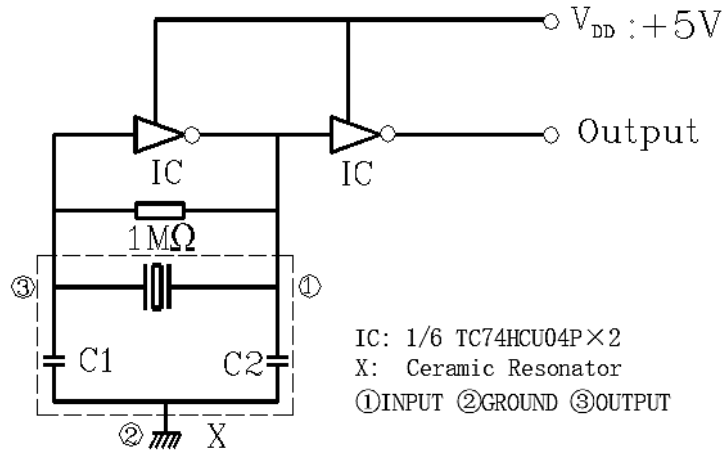 V_DD :+5V
Output
IC
IC
1MΩ
③
①
C1
C2
② X
IC: 1/6 TC74HCU04P×2
X: Ceramic Resonator
①INPUT ②GROUND ③OUTPUT